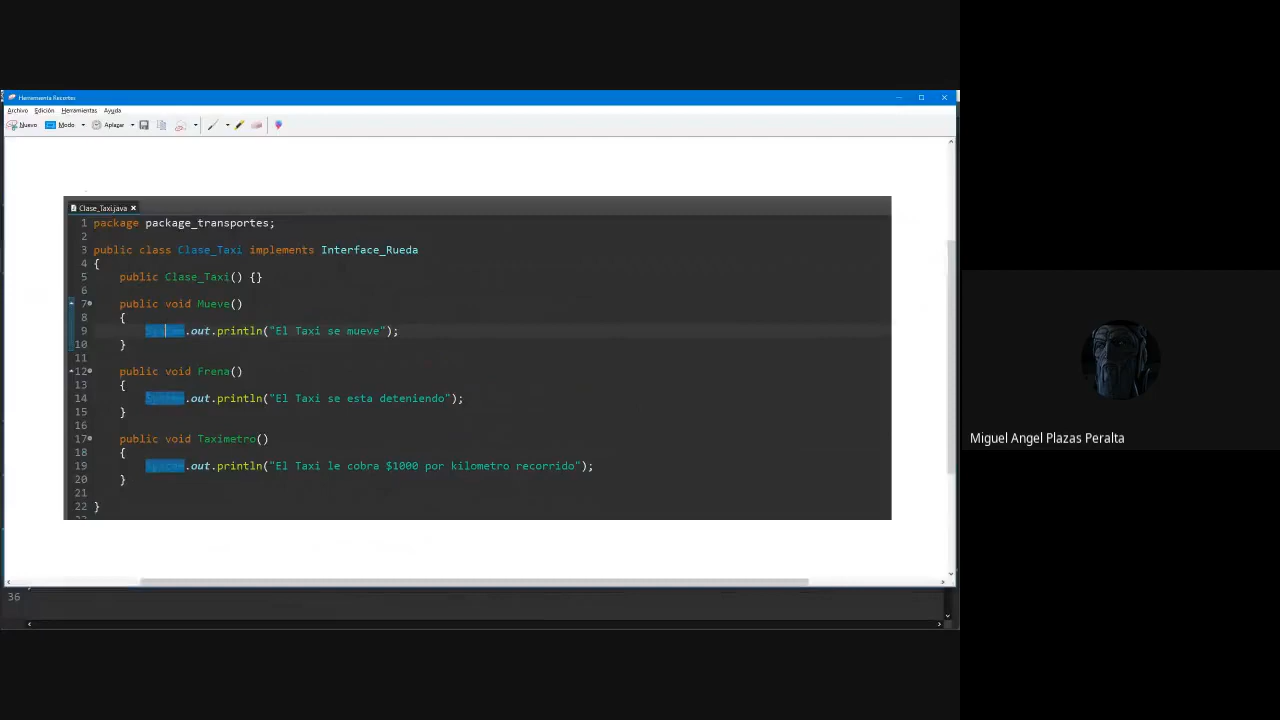 Herramienta Recortes
Archivo Edición Herramientas Ayuda
Nuevo Modo Aplazar
Clase_Taxi.java
1 package package_transportes;
2
3 public class Clase_Taxi implements Interface_Rueda
4 {
5 public Clase_Taxi() {}
6
7 public void Mueve()
8 {
9 System.out.println("El Taxi se mueve");
10 }
11
12 public void Frena()
13 {
14 System.out.println("El Taxi se esta deteniendo");
15 }
16
17 public void Taximetro()
18 {
19 System.out.println("El Taxi le cobra $1000 por kilometro recorrido");
20 }
21
22 }
36
Miguel Angel Plazas Peralta